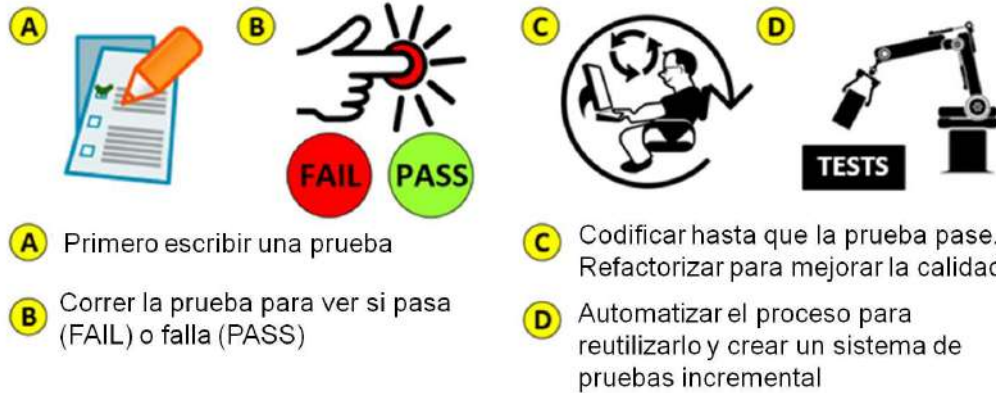 A
B
C
D
FAIL
PASS
TESTS
A Primero escribir una prueba
B Correr la prueba para ver si pasa
(FAIL) o falla (PASS)
C Codificar hasta que la prueba pase.
Refactorizar para mejorar la calidad
D Automatizar el proceso para
reutilizarlo y crear un sistema de
pruebas incremental